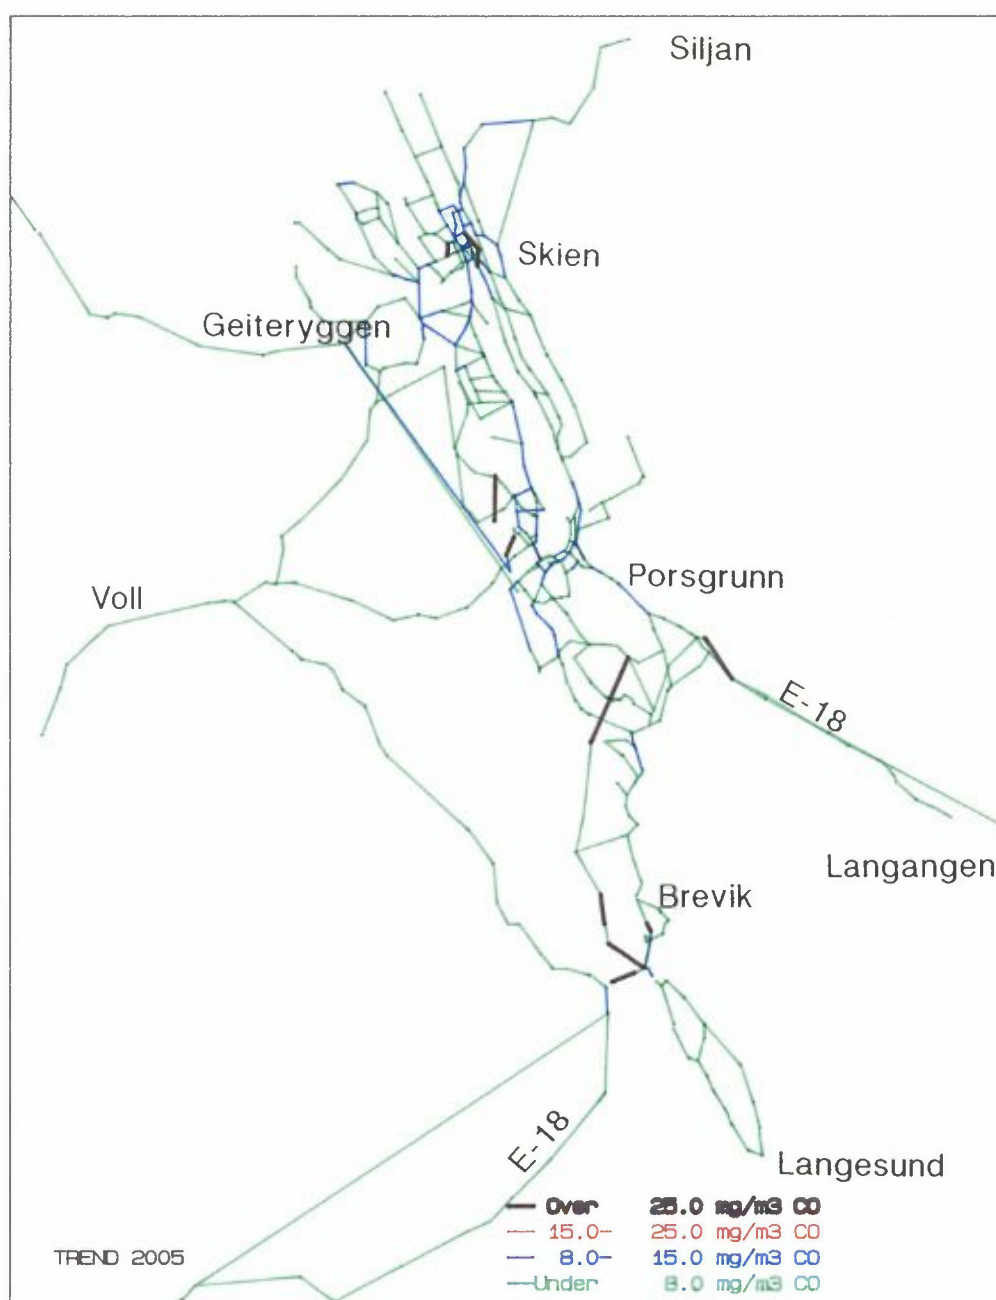 Siljan
Skien
Geiteryggen
Porsgrunn
Voll
E-18
Langangen
Brevik
E-18
Langesund
Over 25.0 mg/m3 CO
15.0- 25.0 mg/m3 CO
8.0- 15.0 mg/m3 CO
Under 8.0 mg/m3 CO
TREND 2005